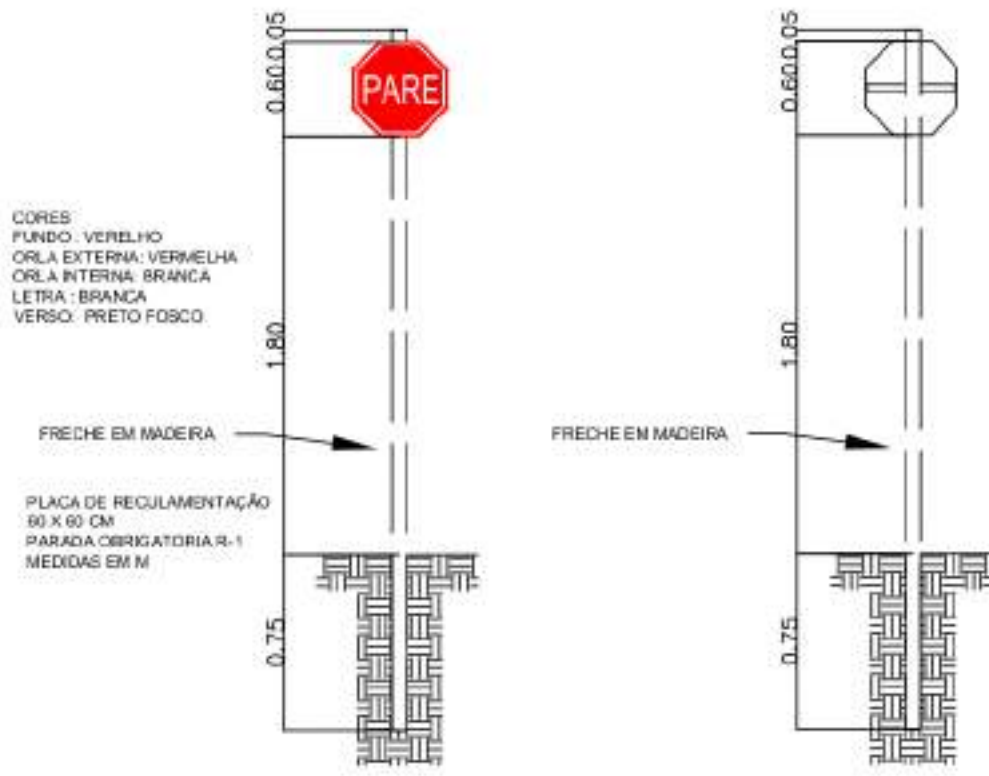 0.05
0.60
PARE
1.80
0.75
CORES
FUNDO : VERELHO
ORLA EXTERNA: VERMELHA
ORLA INTERNA: BRANCA
LETRA : BRANCA
VERSO: PRETO FOSCO
FRECHE EM MADEIRA
PLACA DE REGULAMENTAÇÃO
60 X 60 CM
PARADA OBRIGATORIA R-1
MEDIDAS EM M
0.05
0.60
1.80
FRECHE EM MADEIRA
0.75